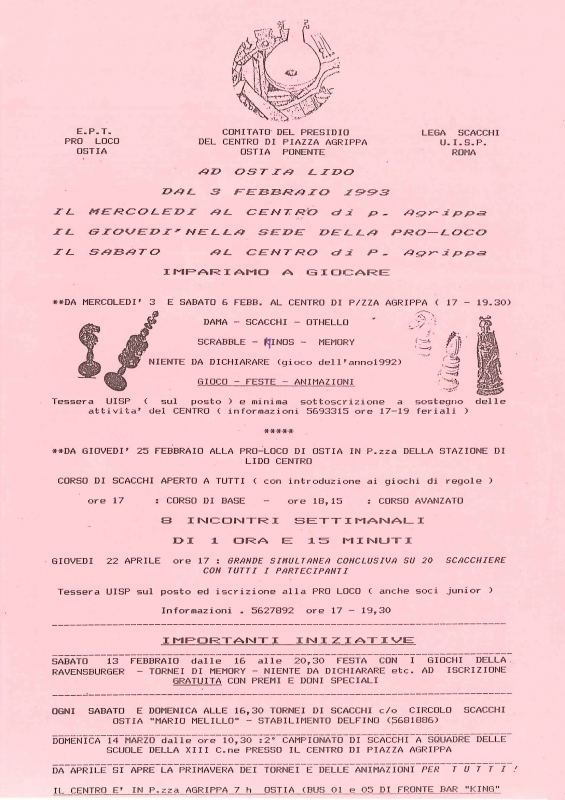 E.P.T.
PRO LOCO
OSTIA
COMITATO DEL PRESIDIO
DEL CENTRO DI PIAZZA AGRIPPA
OSTIA PONENTE
LEGA SCACCHI
U.I.S.P.
ROMA
AD OSTIA LIDO
DAL 3 FEBBRAIO 1993
IL MERCOLEDI AL CENTRO di p. Agrippa
IL GIOVEDI' NELLA SEDE DELLA PRO-LOCO
IL SABATO AL CENTRO di P. Agrippa
IMPARIAMO A GIOCARE
**DA MERCOLEDI' 3 E SABATO 6 FEBB. AL CENTRO DI P/ZZA AGRIPPA ( 17 - 19.30)
DAMA - SCACCHI - OTHELLO
SCRABBLE - KINOS - MEMORY
NIENTE DA DICHIARARE (gioco dell'anno1992)
GIOCO - FESTE - ANIMAZIONI
Tessera UISP ( sul posto ) e minima sottoscrizione a sostegno delle
attivita' del CENTRO ( informazioni 5693315 ore 17-19 feriali )
*****
**DA GIOVEDI' 25 FEBBRAIO ALLA PRO-LOCO DI OSTIA IN P.zza DELLA STAZIONE DI
LIDO CENTRO
CORSO DI SCACCHI APERTO A TUTTI ( con introduzione ai giochi di regole )
ore 17 : CORSO DI BASE - ore 18,15 : CORSO AVANZATO
8 INCONTRI SETTIMANALI
DI 1 ORA E 15 MINUTI
GIOVEDI 22 APRILE ore 17 : GRANDE SIMULTANEA CONCLUSIVA SU 20 SCACCHIERE
CON TUTTI I PARTECIPANTI
Tessera UISP sul posto ed iscrizione alla PRO LOCO ( anche soci junior )
Informazioni . 5627892 ore 17 - 19,30
IMPORTANTI INIZIATIVE
SABATO 13 FEBBRAIO dalle 16 alle 20,30 FESTA CON I GIOCHI DELLA
RAVENSBURGER - TORNEI DI MEMORY - NIENTE DA DICHIARARE etc. AD ISCRIZIONE
GRATUITA CON PREMI E DONI SPECIALI
OGNI SABATO E DOMENICA ALLE 16,30 TORNEI DI SCACCHI c/o CIRCOLO SCACCHI
OSTIA "MARIO MELILLO" - STABILIMENTO DELFINO (5681886)
DOMENICA 14 MARZO dalle ore 10,30 :2° CAMPIONATO DI SCACCHI A SQUADRE DELLE
SCUOLE DELLA XIII C.ne PRESSO IL CENTRO DI PIAZZA AGRIPPA
DA APRILE SI APRE LA PRIMAVERA DEI TORNEI E DELLE ANIMAZIONI PER TUTTI!
IL CENTRO E' IN P.zza AGRIPPA 7 h OSTIA (BUS 01 e 05 DI FRONTE BAR "KING"